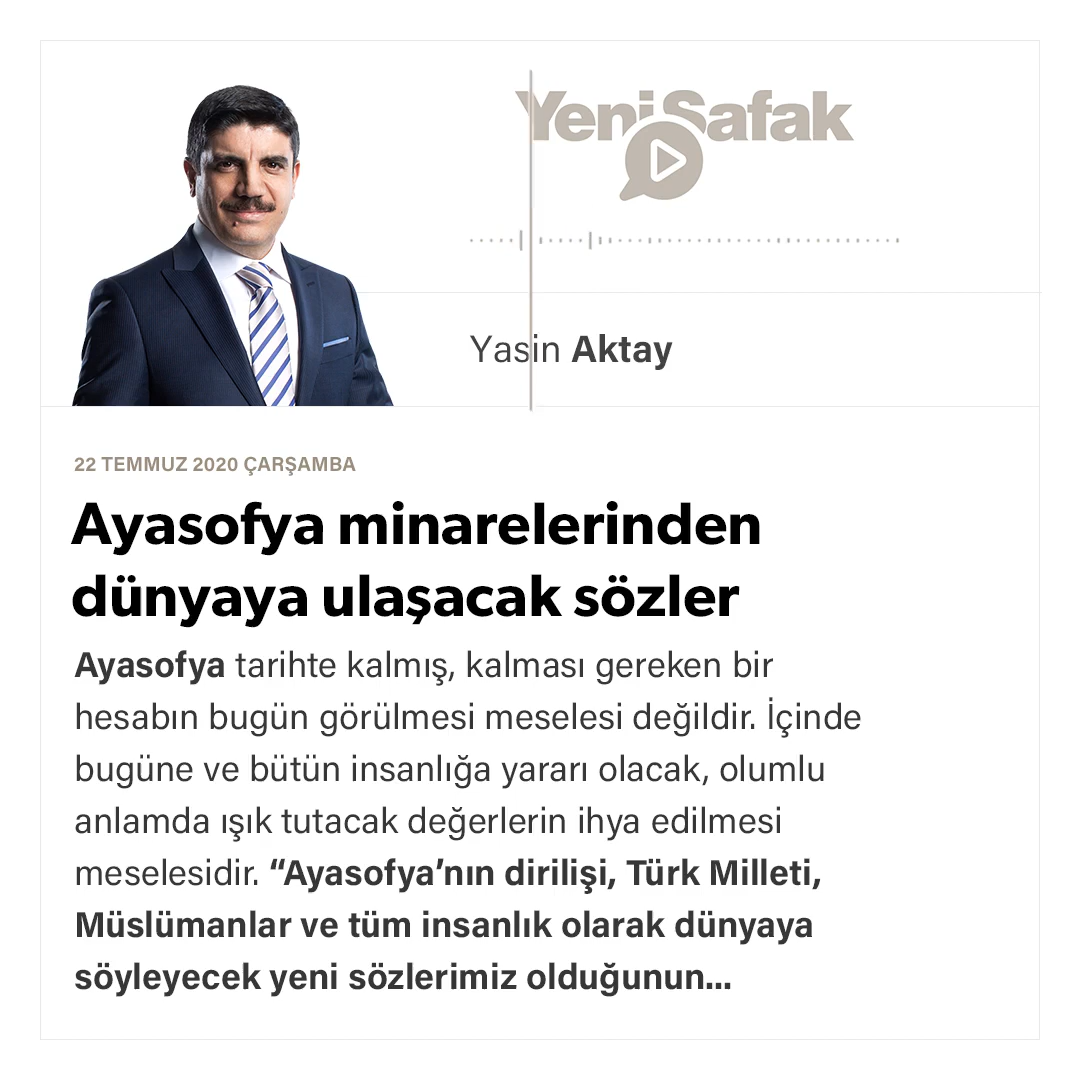 YeniSafak
Yasin Aktay
22 TEMMUZ 2020 ÇARŞAMBA
Ayasofya minarelerinden
dünyaya ulaşacak sözler
Ayasofya tarihte kalmış, kalması gereken bir
hesabın bugün görülmesi meselesi değildir. İçinde
bugüne ve bütün insanlığa yararı olacak, olumlu
anlamda ışık tutacak değerlerin ihya edilmesi
meselesidir. “Ayasofya’nın dirilişi, Türk Milleti,
Müslümanlar ve tüm insanlık olarak dünyaya
söyleyecek yeni sözlerimiz olduğunun...